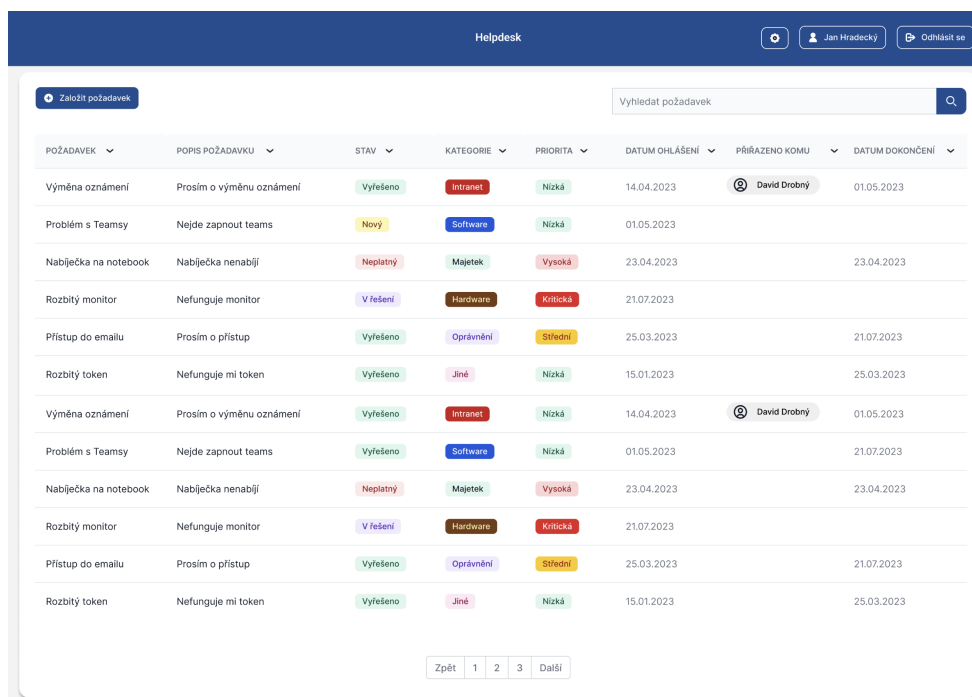 Helpdesk
Jan Hradecký
Odhlásit se
Založit požadavek
Vyhledat požadavek
POŽADAVEK POPIS POŽADAVKU STAV KATEGORIE PRIORITA DATUM OHLÁŠENÍ PŘIŘAZENO KOMU DATUM DOKONČENÍ
Výměna oznámení Prosím o výměnu oznámení Vyřešeno Intranet Nízká 14.04.2023 David Drobný 01.05.2023
Problém s Teamsy Nejde zapnout teams Nový Software Nízká 01.05.2023
Nabíječka na notebook Nabíječka nenabíjí Neplatný Majetek Vysoká 23.04.2023 23.04.2023
Rozbitý monitor Nefunguje monitor V řešení Hardware Kritická 21.07.2023
Přístup do emailu Prosím o přístup Vyřešeno Oprávnění Střední 25.03.2023 21.07.2023
Rozbitý token Nefunguje mi token Vyřešeno Jiné Nízká 15.01.2023 25.03.2023
Výměna oznámení Prosím o výměnu oznámení Vyřešeno Intranet Nízká 14.04.2023 David Drobný 01.05.2023
Problém s Teamsy Nejde zapnout teams Vyřešeno Software Nízká 01.05.2023 21.07.2023
Nabíječka na notebook Nabíječka nenabíjí Neplatný Majetek Vysoká 23.04.2023 23.04.2023
Rozbitý monitor Nefunguje monitor V řešení Hardware Kritická 21.07.2023
Přístup do emailu Prosím o přístup Vyřešeno Oprávnění Střední 25.03.2023 21.07.2023
Rozbitý token Nefunguje mi token Vyřešeno Jiné Nízká 15.01.2023 25.03.2023
Zpět 1 2 3 Další